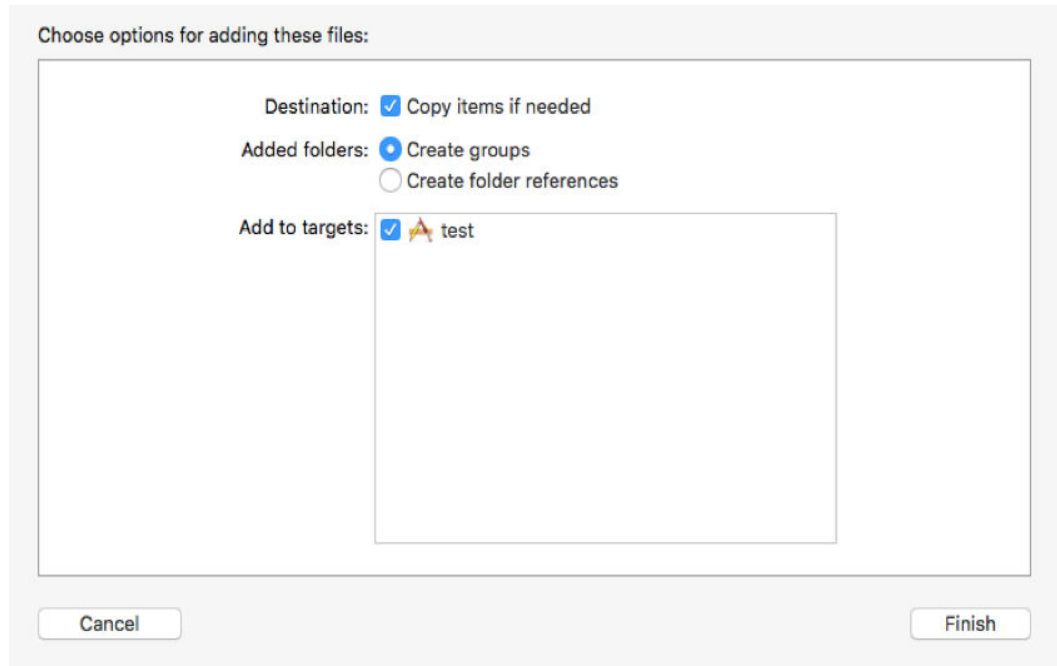 Choose options for adding these files:
Destination: Copy items if needed
Added folders: Create groups
Create folder references
Add to targets: test
Cancel Finish